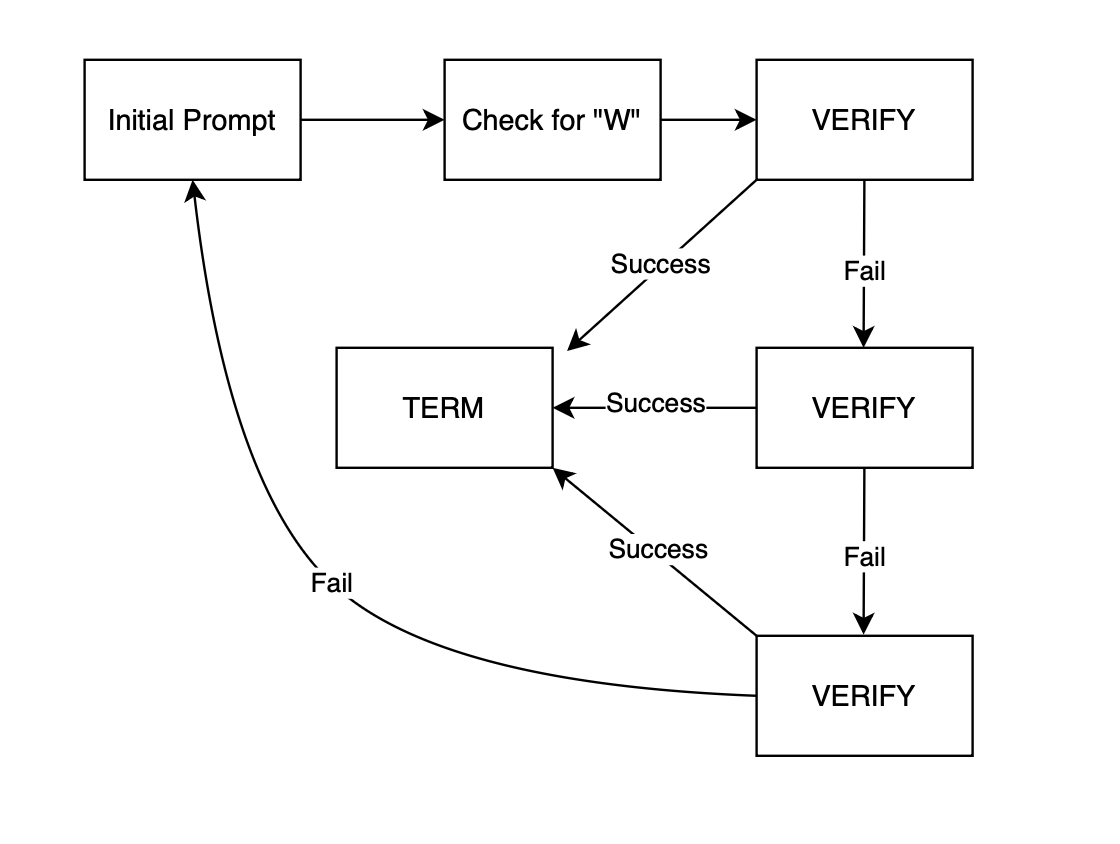 Initial Prompt
Check for "W"
VERIFY
Success
Fail
TERM
Success
VERIFY
Success
Fail
Fail
VERIFY